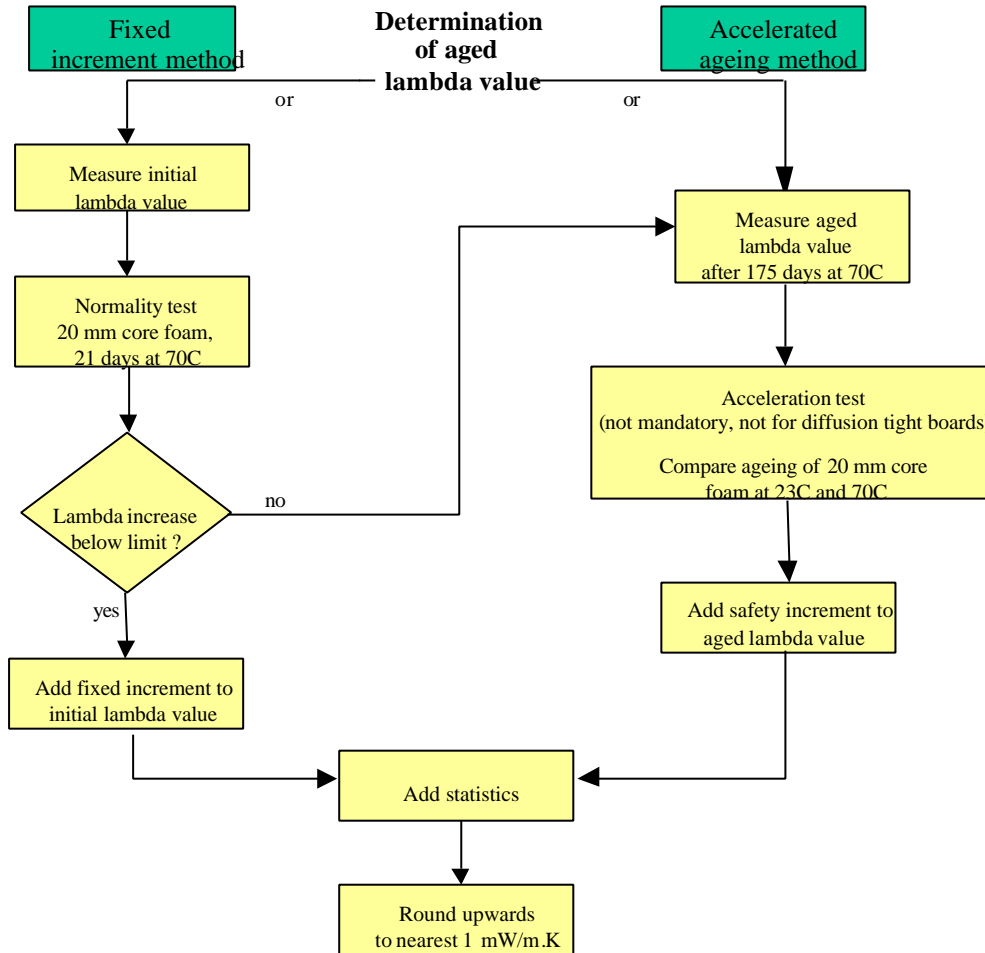 Fixed
increment method
Determination
of aged
lambda value
Accelerated
ageing method
or
or
Measure initial
lambda value
Normality test
20 mm core foam,
21 days at 70C
Lambda increase
below limit ?
no
yes
Add fixed increment to
initial lambda value
Measure aged
lambda value
after 175 days at 70C
Acceleration test
(not mandatory, not for diffusion tight boards
Compare ageing of 20 mm core
foam at 23C and 70C
Add safety increment to
aged lambda value
Add statistics
Round upwards
to nearest 1 mW/m.K